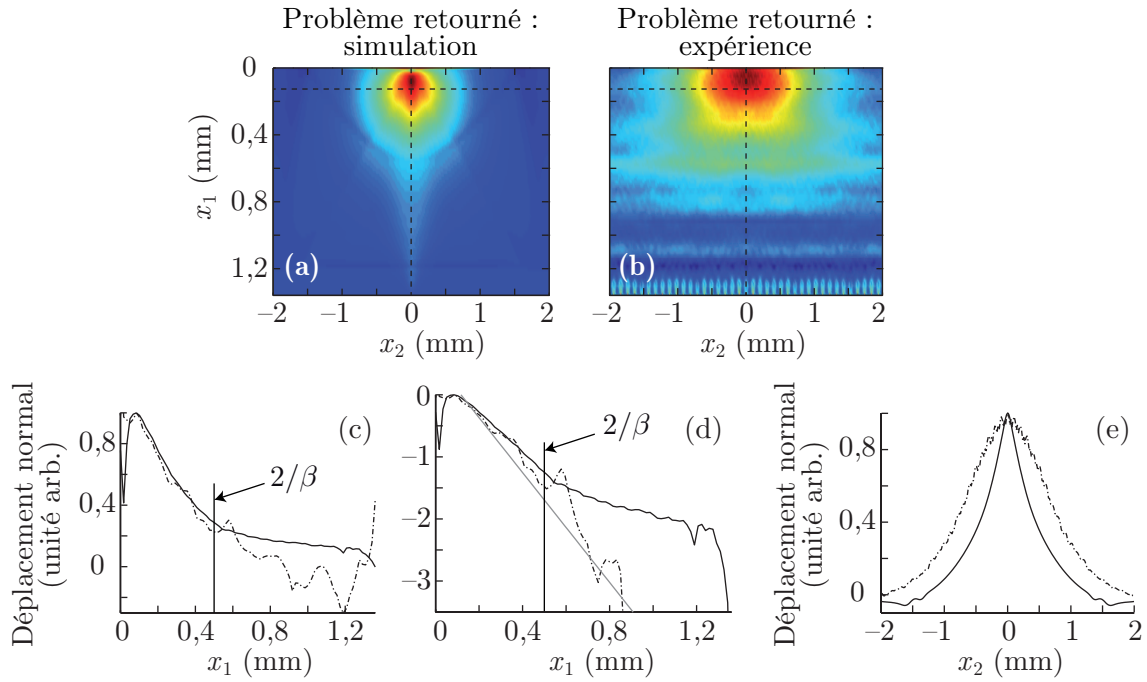 Problème retourné :
simulation
Problème retourné :
expérience
0
0,4
0,8
1,2
x₁ (mm)
(a)
(b)
−2 −1 0 1 2
−2 −1 0 1 2
x₂ (mm)
x₂ (mm)
Déplacement normal
(unité arb.)
0,8
0,4
0
(c)
2/β
0 0,4 0,8 1,2
x₁ (mm)
0
−1
−2
−3
(d)
2/β
0 0,4 0,8 1,2
x₁ (mm)
Déplacement normal
(unité arb.)
0,8
0,4
0
(e)
−2 −1 0 1 2
x₂ (mm)